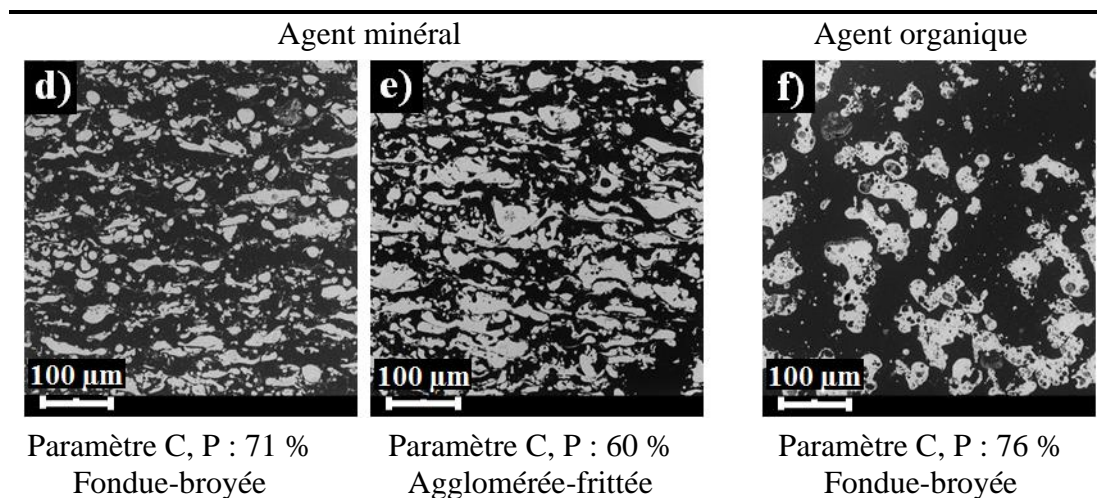 Agent minéral
Agent organique
d)
e)
f)
100 µm
100 µm
100 µm
Paramètre C, P : 71 %
Fondue-broyée
Paramètre C, P : 60 %
Agglomérée-frittée
Paramètre C, P : 76 %
Fondue-broyée